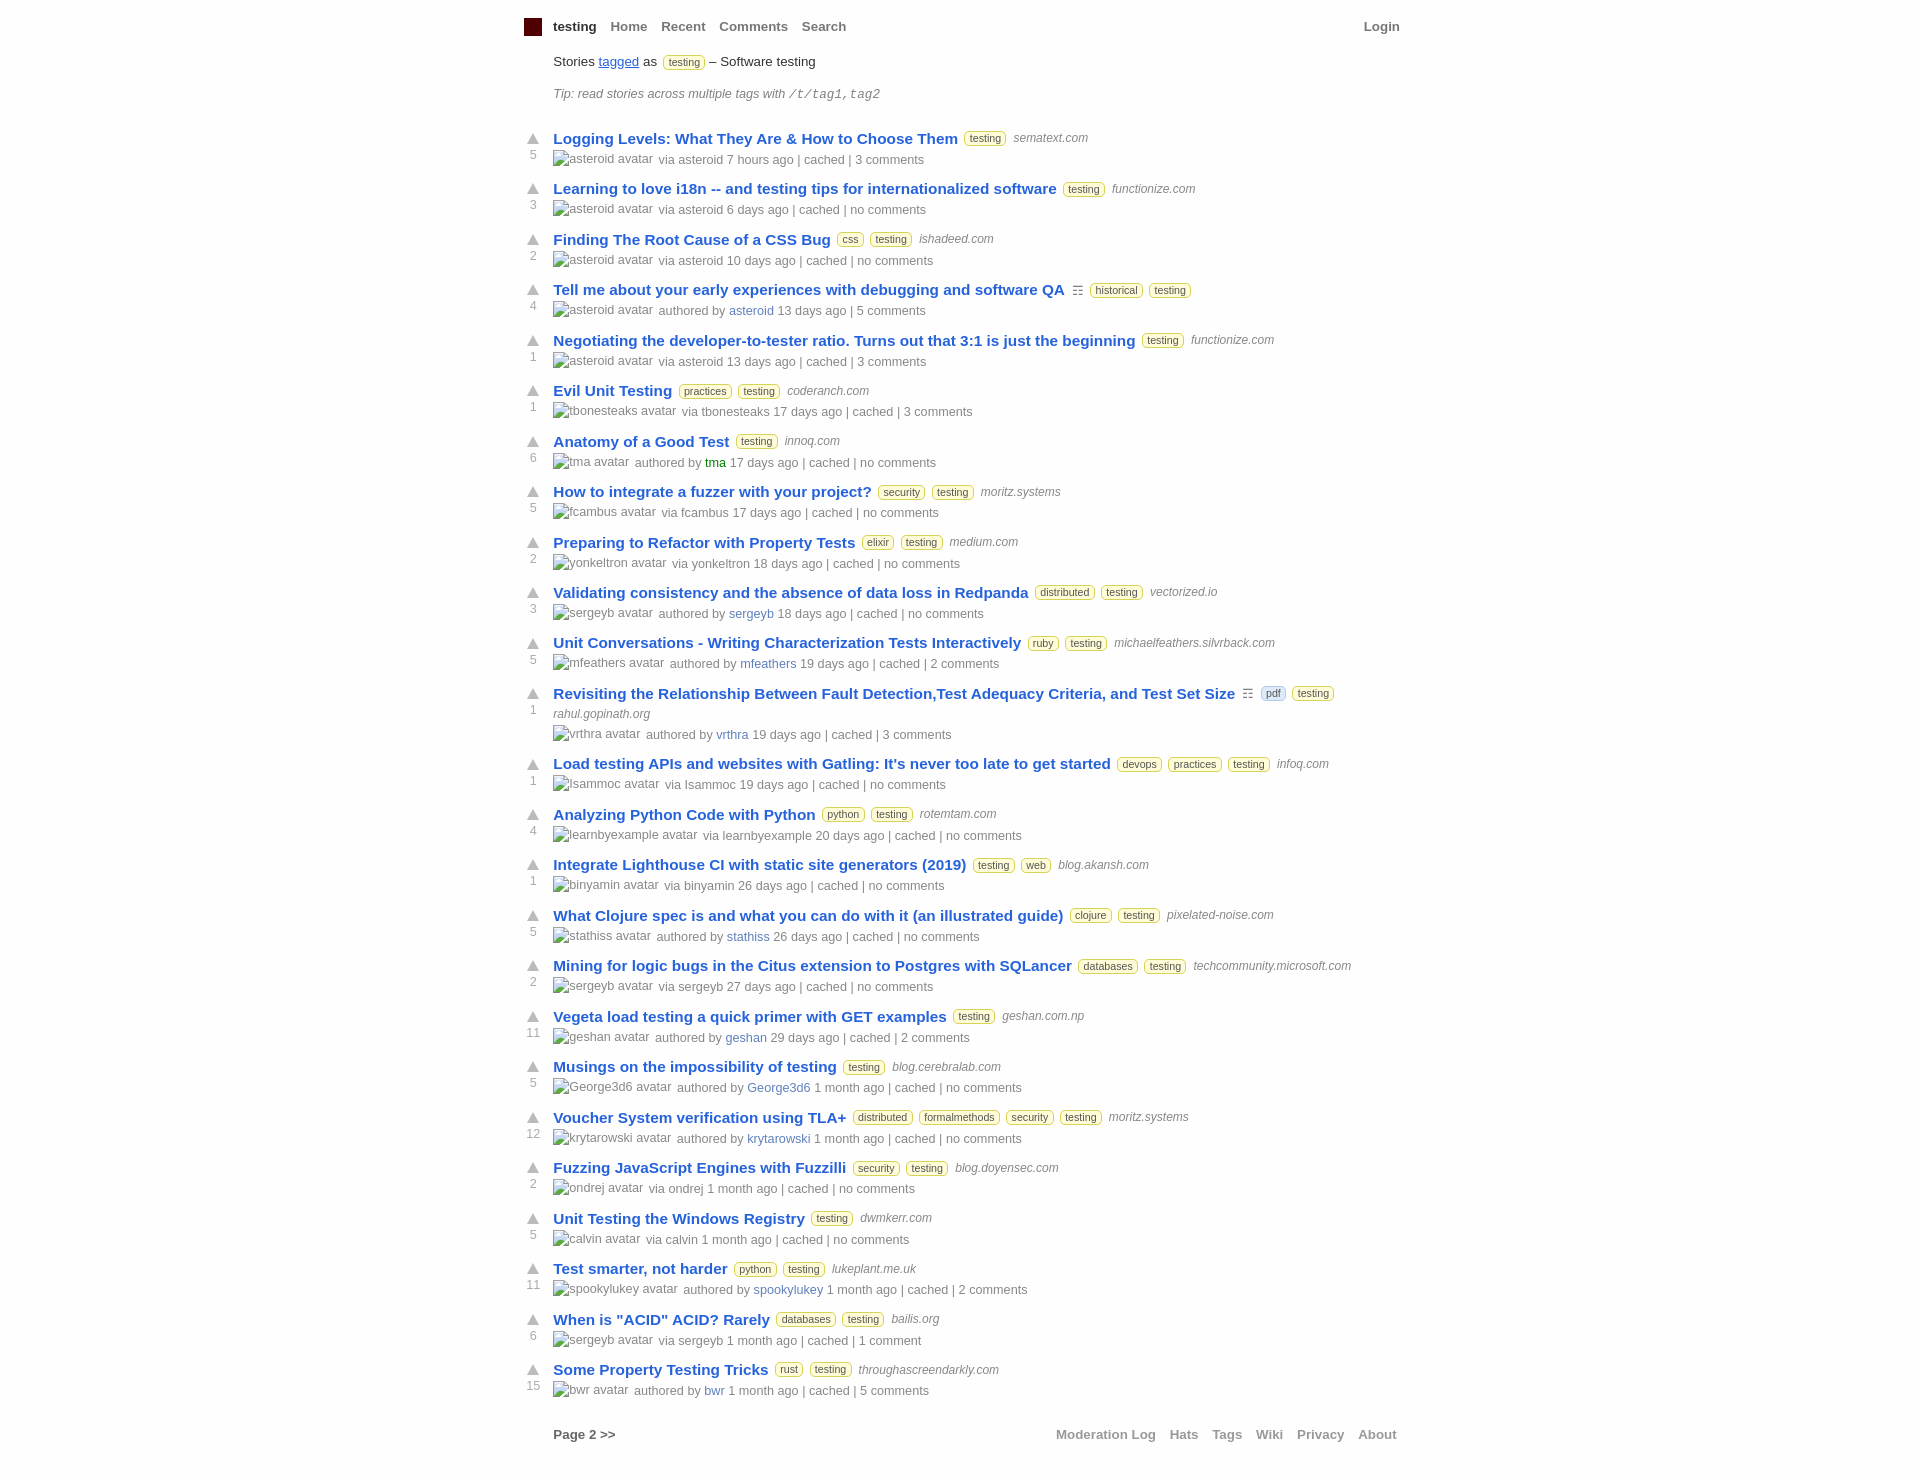 testing Home Recent Comments Search Login
Stories tagged as testing – Software testing
Tip: read stories across multiple tags with /t/tag1,tag2
Logging Levels: What They Are & How to Choose Them testing sematext.com
5
asteroid avatar via asteroid 7 hours ago | cached | 3 comments
Learning to love i18n -- and testing tips for internationalized software testing functionize.com
3
asteroid avatar via asteroid 6 days ago | cached | no comments
Finding The Root Cause of a CSS Bug css testing ishadeed.com
2
asteroid avatar via asteroid 10 days ago | cached | no comments
Tell me about your early experiences with debugging and software QA ☶ historical testing
4
asteroid avatar authored by asteroid 13 days ago | 5 comments
Negotiating the developer-to-tester ratio. Turns out that 3:1 is just the beginning testing functionize.com
1
asteroid avatar via asteroid 13 days ago | cached | 3 comments
Evil Unit Testing practices testing coderanch.com
1
tbonesteaks avatar via tbonesteaks 17 days ago | cached | 3 comments
Anatomy of a Good Test testing innoq.com
6
tma avatar authored by tma 17 days ago | cached | no comments
How to integrate a fuzzer with your project? security testing moritz.systems
5
fcambus avatar via fcambus 17 days ago | cached | no comments
Preparing to Refactor with Property Tests elixir testing medium.com
2
yonkeltron avatar via yonkeltron 18 days ago | cached | no comments
Validating consistency and the absence of data loss in Redpanda distributed testing vectorized.io
3
sergeyb avatar authored by sergeyb 18 days ago | cached | no comments
Unit Conversations - Writing Characterization Tests Interactively ruby testing michaelfeathers.silvrback.com
5
mfeathers avatar authored by mfeathers 19 days ago | cached | 2 comments
Revisiting the Relationship Between Fault Detection,Test Adequacy Criteria, and Test Set Size ☶ pdf testing
1
rahul.gopinath.org
vrthra avatar authored by vrthra 19 days ago | cached | 3 comments
Load testing APIs and websites with Gatling: It's never too late to get started devops practices testing infoq.com
1
Isammoc avatar via Isammoc 19 days ago | cached | no comments
Analyzing Python Code with Python python testing rotemtam.com
4
learnbyexample avatar via learnbyexample 20 days ago | cached | no comments
Integrate Lighthouse CI with static site generators (2019) testing web blog.akansh.com
1
binyamin avatar via binyamin 26 days ago | cached | no comments
What Clojure spec is and what you can do with it (an illustrated guide) clojure testing pixelated-noise.com
5
stathiss avatar authored by stathiss 26 days ago | cached | no comments
Mining for logic bugs in the Citus extension to Postgres with SQLancer databases testing techcommunity.microsoft.com
2
sergeyb avatar via sergeyb 27 days ago | cached | no comments
Vegeta load testing a quick primer with GET examples testing geshan.com.np
11
geshan avatar authored by geshan 29 days ago | cached | 2 comments
Musings on the impossibility of testing testing blog.cerebralab.com
5
George3d6 avatar authored by George3d6 1 month ago | cached | no comments
Voucher System verification using TLA+ distributed formalmethods security testing moritz.systems
12
krytarowski avatar authored by krytarowski 1 month ago | cached | no comments
Fuzzing JavaScript Engines with Fuzzilli security testing blog.doyensec.com
2
ondrej avatar via ondrej 1 month ago | cached | no comments
Unit Testing the Windows Registry testing dwmkerr.com
5
calvin avatar via calvin 1 month ago | cached | no comments
Test smarter, not harder python testing lukeplant.me.uk
11
spookylukey avatar authored by spookylukey 1 month ago | cached | 2 comments
When is "ACID" ACID? Rarely databases testing bailis.org
6
sergeyb avatar via sergeyb 1 month ago | cached | 1 comment
Some Property Testing Tricks rust testing throughascreendarkly.com
15
bwr avatar authored by bwr 1 month ago | cached | 5 comments
Page 2 >> Moderation Log Hats Tags Wiki Privacy About